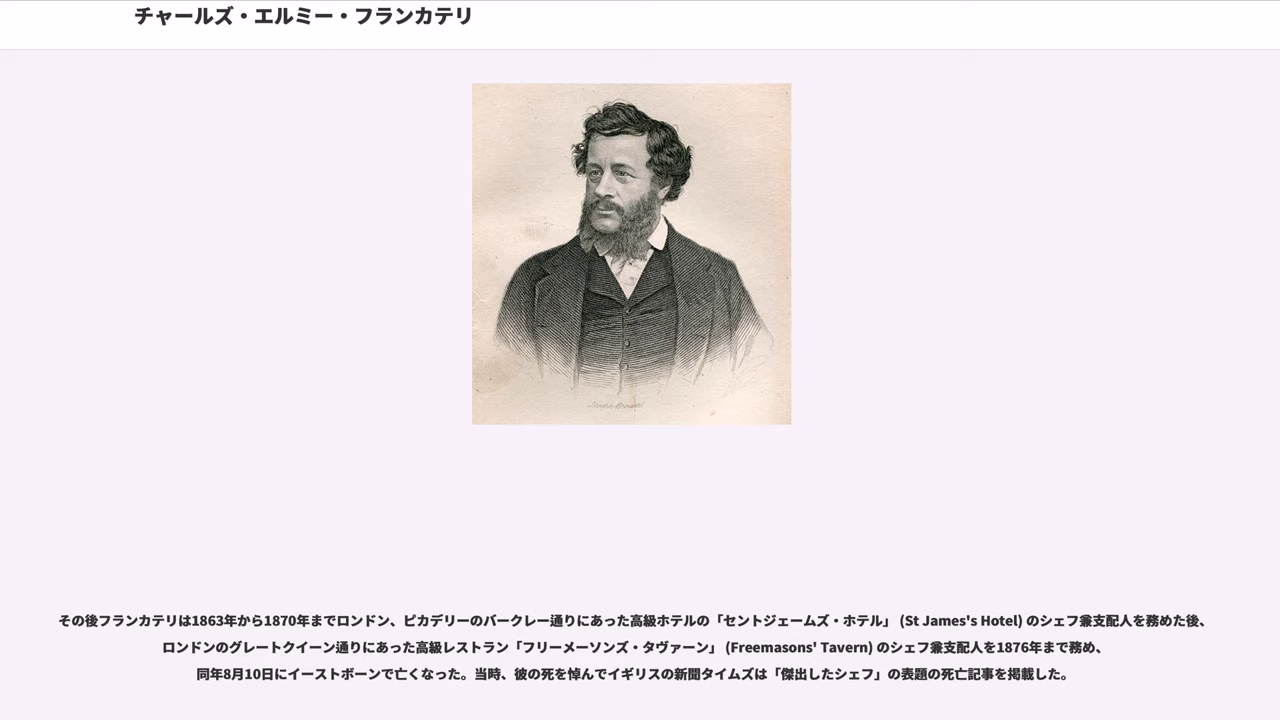 チャールズ・エルミー・フランカテリ
その後フランカテリは1863年から1870年までロンドン、ピカデリーのバークレー通りにあった高級ホテルの「セントジェームズ・ホテル」 (St James's Hotel) のシェフ兼支配人を務めた後、
ロンドンのグレートクイーン通りにあった高級レストラン「フリーメーソンズ・タヴァーン」 (Freemasons' Tavern) のシェフ兼支配人を1876年まで務め、
同年8月10日にイーストボーンで亡くなった。当時、彼の死を悼んでイギリスの新聞タイムズは「傑出したシェフ」の表題の死亡記事を掲載した。